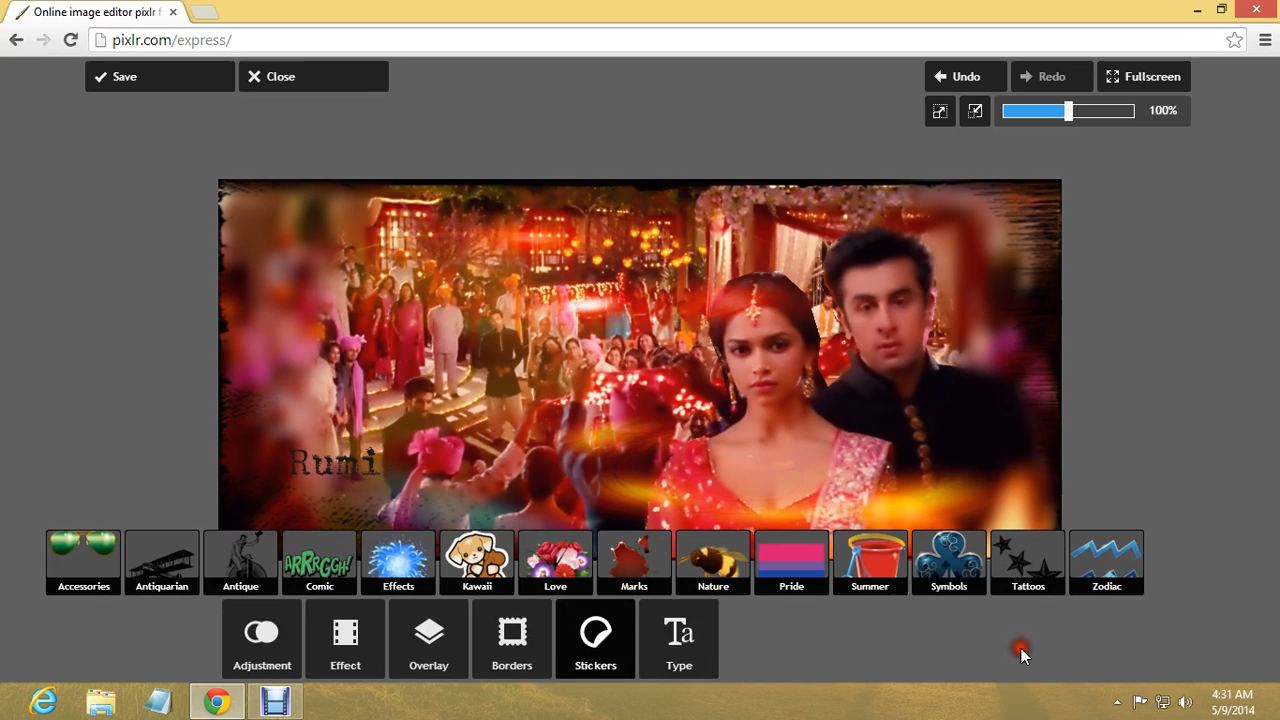 Online image editor pixlr f
pixlr.com/express/
Save
Close
Undo
Redo
Fullscreen
100%
Rumi
Accessories
Antiquarian
Antique
ARRRGGH!
Comic
Effects
Kawaii
Love
Marks
Nature
Pride
Summer
Symbols
Tattoos
Zodiac
Adjustment
Effect
Overlay
Borders
Stickers
Ta
Type
4:31 AM
5/9/2014